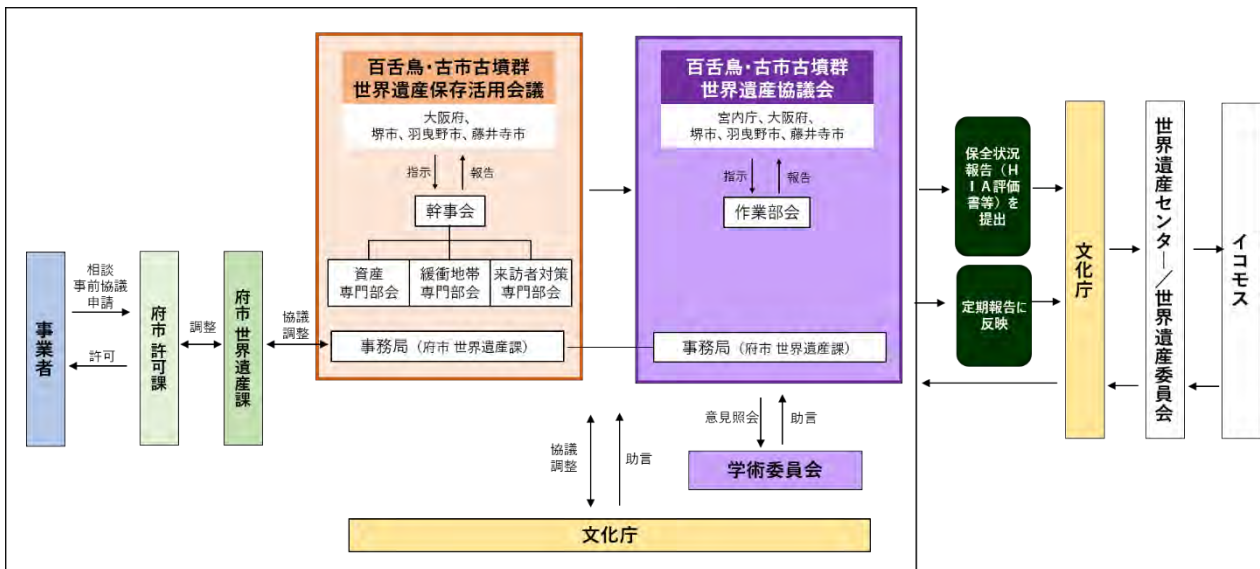 事業者
相談
事前協議
申請
許可
府市 許可課
調整
府市 世界遺産課
協議
調整
百舌鳥・古市古墳群
世界遺産保存活用会議
大阪府、
堺市、羽曳野市、藤井寺市
指示
報告
幹事会
資産
専門部会
緩衝地帯
専門部会
来訪者対策
専門部会
事務局（府市 世界遺産課）
百舌鳥・古市古墳群
世界遺産協議会
宮内庁、大阪府、
堺市、羽曳野市、藤井寺市
指示
報告
作業部会
事務局（府市 世界遺産課）
意見照会
助言
学術委員会
協議
調整
助言
文化庁
保全状況
報告（Ｈ
ＩＡ評価
書等）を
提出
定期報告に
反映
文化庁
世界遺産センター／世界遺産委員会
イコモス